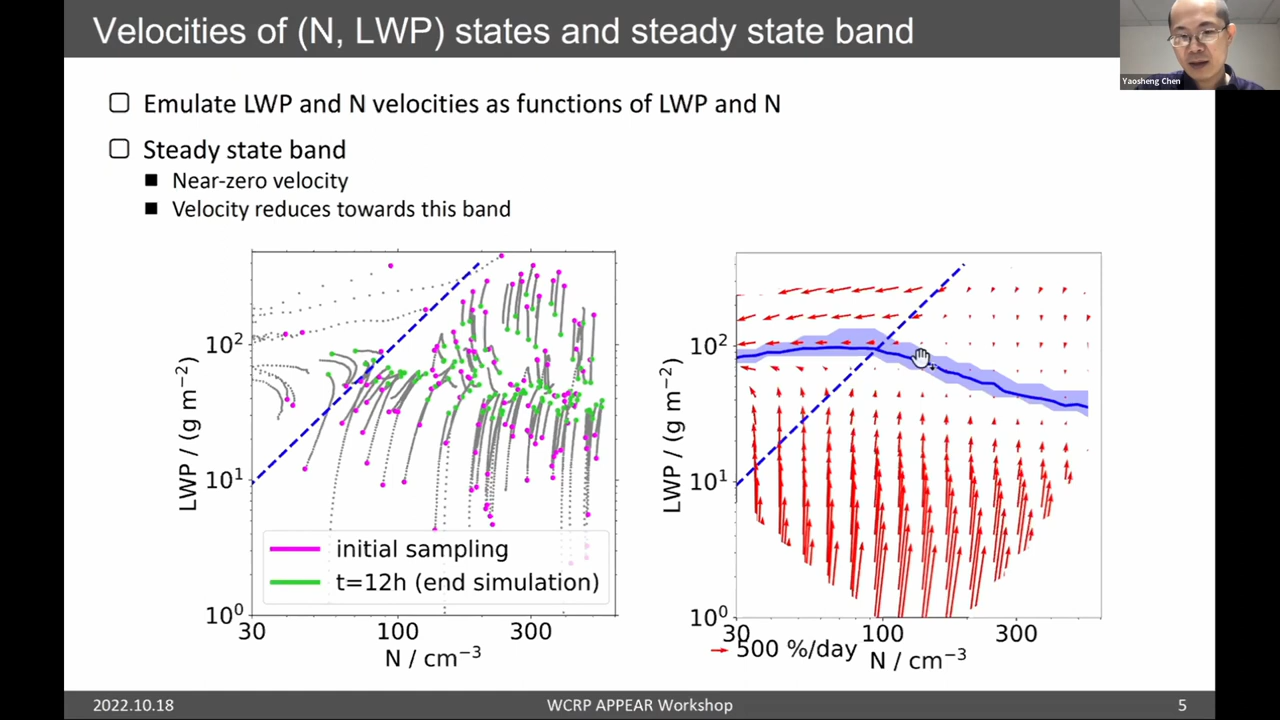 Velocities of (N, LWP) states and steady state band
Yaosheng Chen
Emulate LWP and N velocities as functions of LWP and N
Steady state band
Near-zero velocity
Velocity reduces towards this band
LWP / (g m⁻²)
10²
10¹
10⁰
30
100
300
N / cm⁻³
initial sampling
t=12h (end simulation)
LWP / (g m⁻²)
10²
10¹
10⁰
30
100
300
500 %/day
N / cm⁻³
2022.10.18
WCRP APPEAR Workshop
5